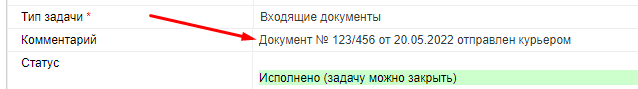 Тип задачи * Входящие документы
Комментарий Документ № 123/456 от 20.05.2022 отправлен курьером
Статус
Исполнено (задачу можно закрыть)